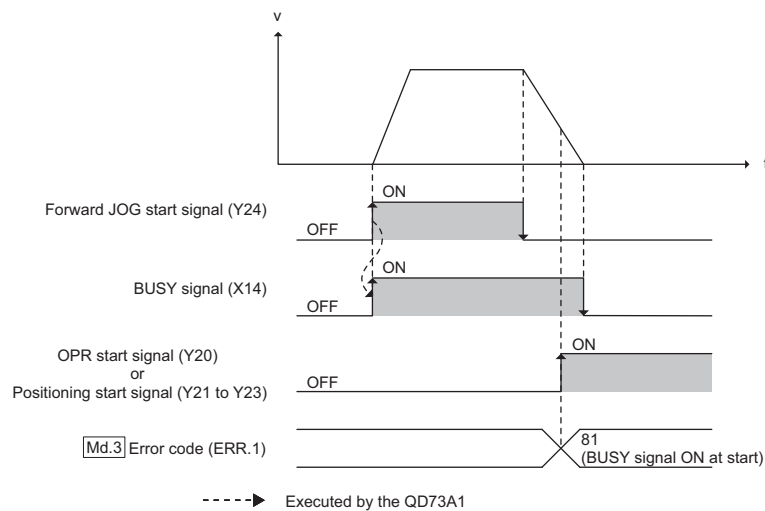 v
t
Forward JOG start signal (Y24)
ON
OFF
BUSY signal (X14)
ON
OFF
OPR start signal (Y20)
or
Positioning start signal (Y21 to Y23)
ON
OFF
Md.3 Error code (ERR.1)
81
(BUSY signal ON at start)
Executed by the QD73A1